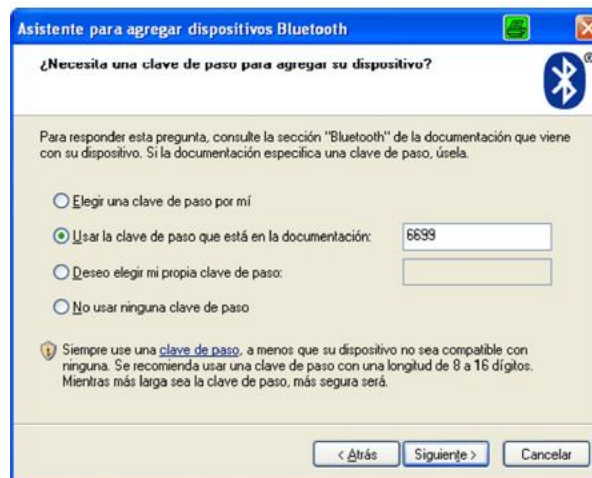 Asistente para agregar dispositivos Bluetooth
¿Necesita una clave de paso para agregar su dispositivo?
Para responder esta pregunta, consulte la sección "Bluetooth" de la documentación que viene
con su dispositivo. Si la documentación especifica una clave de paso, úsela.
Elegir una clave de paso por mí
Usar la clave de paso que está en la documentación: 6699
Deseo elegir mi propia clave de paso:
No usar ninguna clave de paso
Siempre use una clave de paso, a menos que su dispositivo no sea compatible con
ninguna. Se recomienda usar una clave de paso con una longitud de 8 a 16 dígitos.
Mientras más larga sea la clave de paso, más segura será.
< Atrás Siguiente > Cancelar